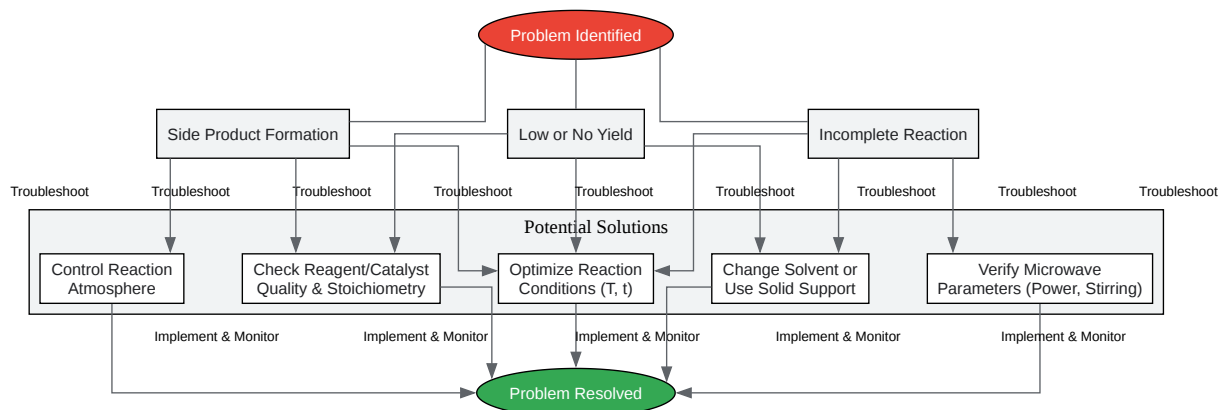 Problem Identified
Side Product Formation
Low or No Yield
Incomplete Reaction
Troubleshoot
Troubleshoot
Troubleshoot
Troubleshoot
Troubleshoot
Troubleshoot
Troubleshoot
Troubleshoot
Troubleshoot
Potential Solutions
Control Reaction
Atmosphere
Check Reagent/Catalyst
Quality & Stoichiometry
Optimize Reaction
Conditions (T, t)
Change Solvent or
Use Solid Support
Verify Microwave
Parameters (Power, Stirring)
Implement & Monitor
Implement & Monitor
Implement & Monitor
Implement & Monitor
Implement & Monitor
Problem Resolved